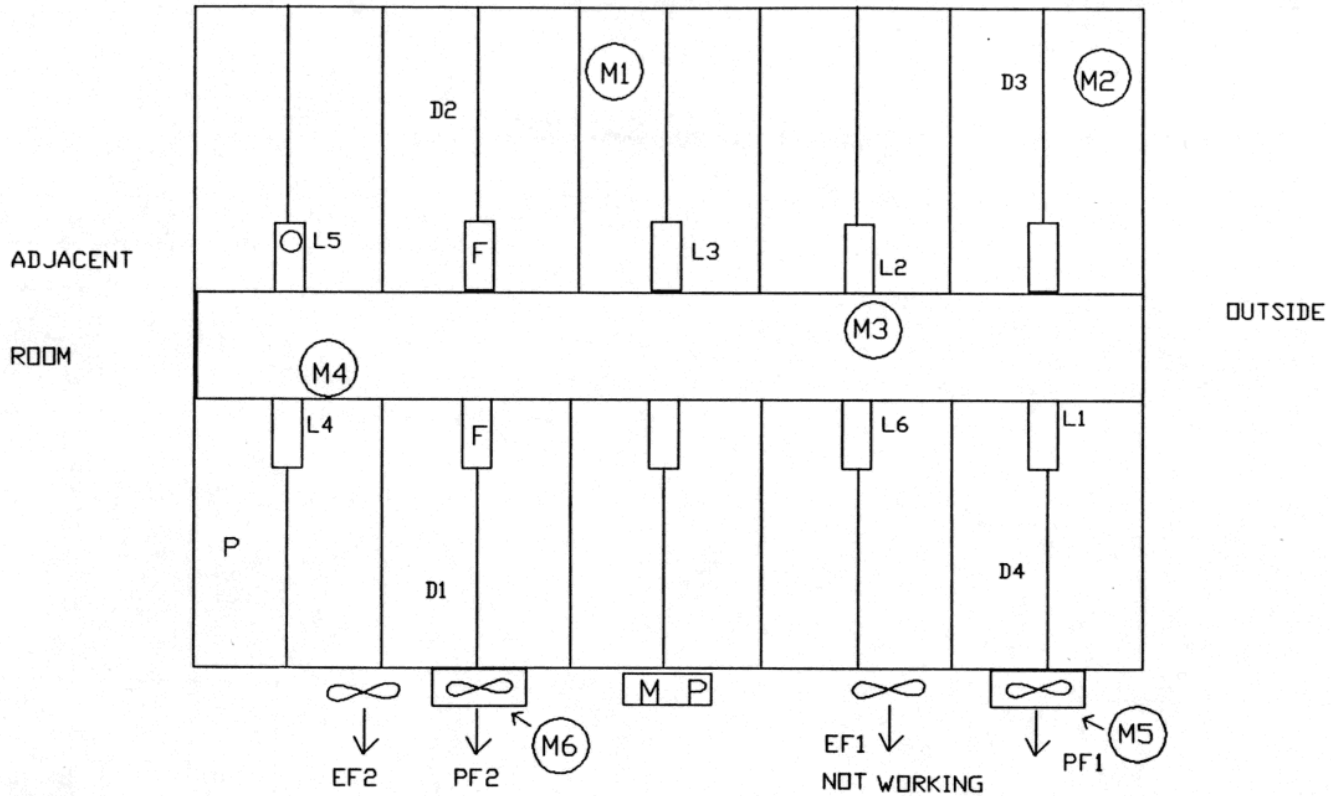 M1
D3
M2
D2
L5
F
L3
L2
ADJACENT
OUTSIDE
M3
ROOM
M4
L4
F
L6
L1
P
D4
D1
M P
M6
M5
EF1
PF1
EF2
PF2
NOT WORKING